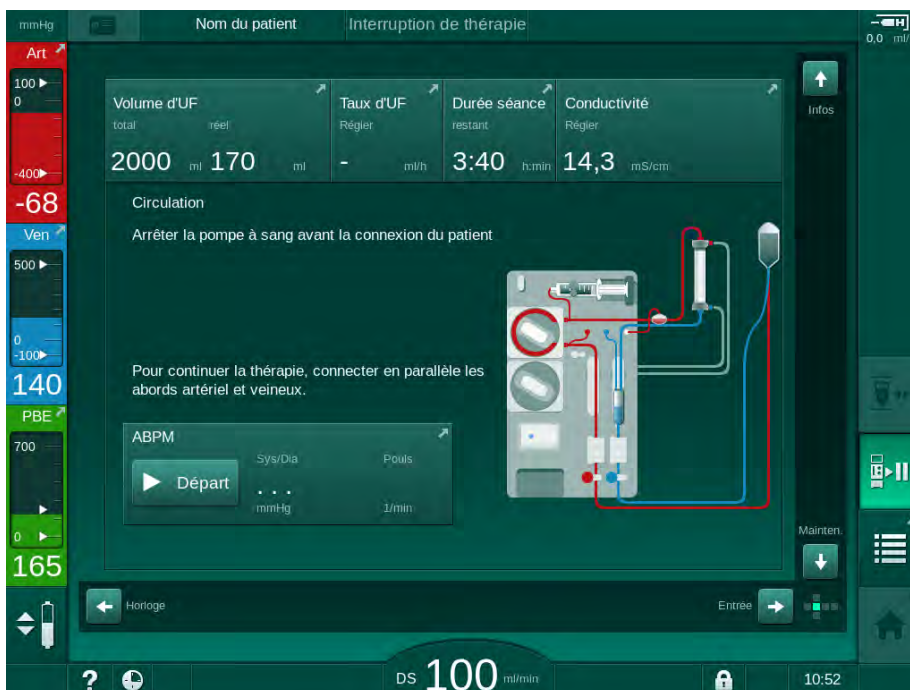 mmHg
Nom du patient
Interruption de thérapie
0,0 ml/
Art
100
0
-400
-68
Ven
500
0
-100
140
PBE
700
0
165
Volume d'UF
total réel
2000 ml 170 ml
Taux d'UF
Régier
- ml/h
Durée séance
restant
3:40 h:min
Conductivité
Régier
14,3 mS/cm
Infos
Circulation
Arrêter la pompe à sang avant la connexion du patient
Pour continuer la thérapie, connecter en parallèle les
abords artériel et veineux.
ABPM
Sys/Dia Pouls
Départ
. . .
mmHg 1/min
Mainten.
Horloge
Entrée
?
DS 100 ml/min
10:52